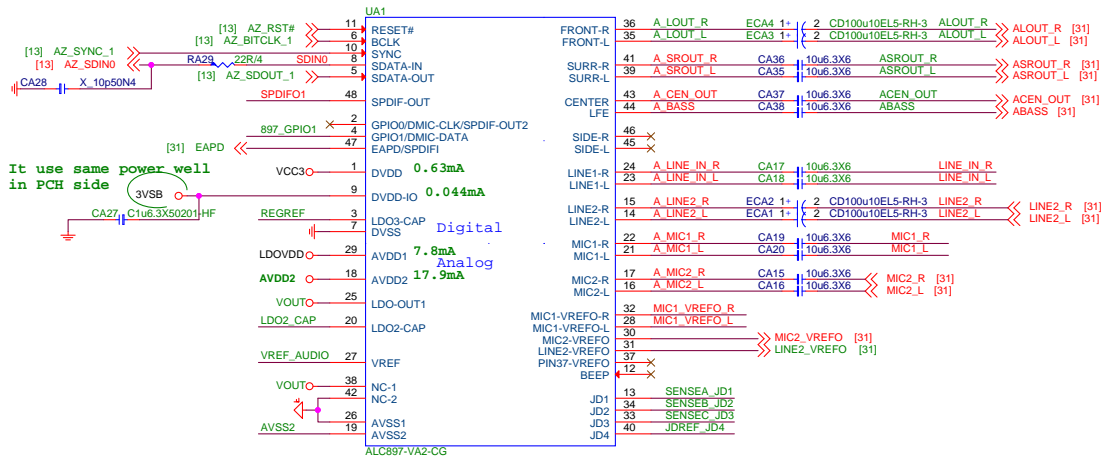 UA1
[13] AZ_RST# 11 RESET#
[13] AZ_BITCLK_1 6 BCLK
[13] AZ_SYNC_1 10 SYNC
[13] AZ_SDIN0 RA29 22R/4 SDIN0 8 SDATA-IN
[13] AZ_SDOUT_1 5 SDATA-OUT
CA28 X_10p50N4
SPDIFO1 48 SPDIF-OUT
2 GPIO0/DMIC-CLK/SPDIF-OUT2
897_GPIO1 4 GPIO1/DMIC-DATA
[31] EAPD 47 EAPD/SPDIFI
It use same power well
in PCH side
VCC3 1 DVDD 0.63mA
3VSB 9 DVDD-IO 0.044mA
CA27 C1u6.3X50201-HF
REGREF 3 LDO3-CAP
7 DVSS
Digital
LDOVDD 29 AVDD1 7.8mA
Analog
AVDD2 18 AVDD2 17.9mA
VOUT 25 LDO-OUT1
LDO2_CAP 20 LDO2-CAP
VREF_AUDIO 27 VREF
VOUT 38 NC-1
42 NC-2
26 AVSS1
AVSS2 19 AVSS2
ALC897-VA2-CG
FRONT-R 36 A_LOUT_R ECA4 1+ 2 CD100u10EL5-RH-3 ALOUT_R ALOUT_R [31]
FRONT-L 35 A_LOUT_L ECA3 1+ 2 CD100u10EL5-RH-3 ALOUT_L ALOUT_L [31]
SURR-R 41 A_SROUT_R CA36 10u6.3X6 ASROUT_R ASROUT_R [31]
SURR-L 39 A_SROUT_L CA35 10u6.3X6 ASROUT_L ASROUT_L [31]
CENTER 43 A_CEN_OUT CA37 10u6.3X6 ACEN_OUT ACEN_OUT [31]
LFE 44 A_BASS CA38 10u6.3X6 ABASS ABASS [31]
SIDE-R 46
SIDE-L 45
LINE1-R 24 A_LINE_IN_R CA17 10u6.3X6 LINE_IN_R
LINE1-L 23 A_LINE_IN_L CA18 10u6.3X6 LINE_IN_L
LINE2-R 15 A_LINE2_R ECA2 1+ 2 CD100u10EL5-RH-3 LINE2_R LINE2_R [31]
LINE2-L 14 A_LINE2_L ECA1 1+ 2 CD100u10EL5-RH-3 LINE2_L LINE2_L [31]
MIC1-R 22 A_MIC1_R CA19 10u6.3X6 MIC1_R
MIC1-L 21 A_MIC1_L CA20 10u6.3X6 MIC1_L
MIC2-R 17 A_MIC2_R CA15 10u6.3X6 MIC2_R [31]
MIC2-L 16 A_MIC2_L CA16 10u6.3X6 MIC2_L [31]
MIC1-VREFO-R 32 MIC1_VREFO_R
MIC1-VREFO-L 28 MIC1_VREFO_L
MIC2-VREFO 30 MIC2_VREFO [31]
LINE2-VREFO 31 LINE2_VREFO [31]
PIN37-VREFO 37
BEEP 12
JD1 13 SENSEA_JD1
JD2 34 SENSEB_JD2
JD3 33 SENSEC_JD3
JD4 40 JDREF_JD4